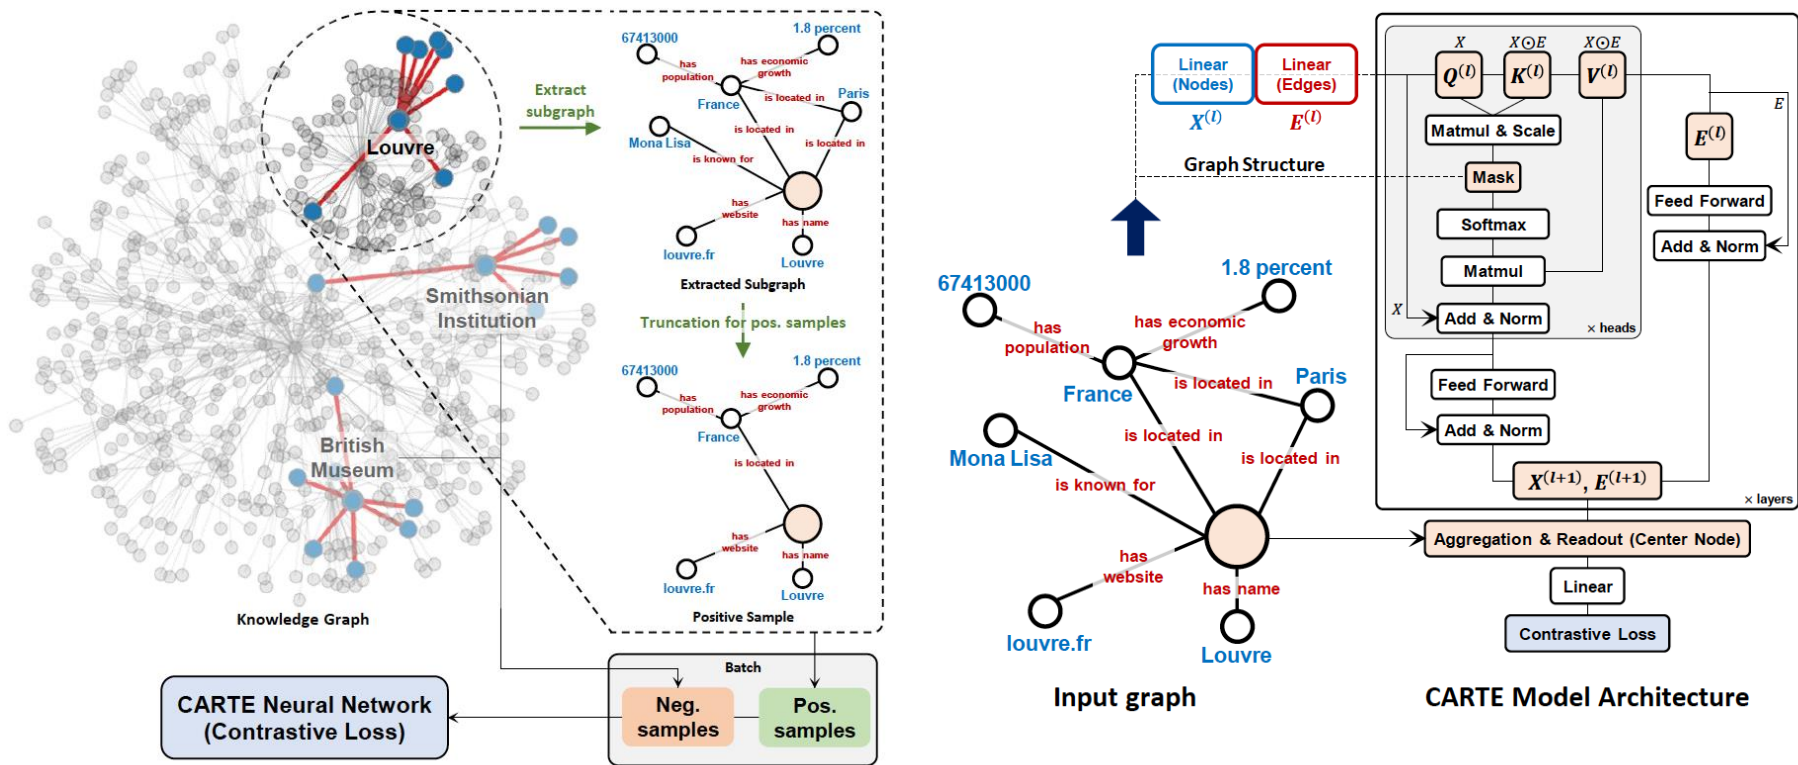 Louvre
Smithsonian
Institution
British
Museum
Knowledge Graph
Extract
subgraph
67413000
1.8 percent
has
population
has economic
growth
France
is located in
Paris
is located in
is located in
Mona Lisa
is known for
has
website
has name
louvre.fr
Louvre
Extracted Subgraph
Truncation for pos. samples
67413000
1.8 percent
has
population
has economic
growth
France
is located in
has
website
has name
louvre.fr
Louvre
Positive Sample
Batch
Neg.
samples
Pos.
samples
CARTE Neural Network
(Contrastive Loss)
Linear
(Nodes)
Linear
(Edges)
X^(l)
E^(l)
Graph Structure
67413000
1.8 percent
has
population
has economic
growth
France
is located in
Paris
is located in
is located in
Mona Lisa
is known for
has
website
has name
louvre.fr
Louvre
Input graph
X
X⊙E
X⊙E
Q^(l)
K^(l)
V^(l)
E
Matmul & Scale
E^(l)
Mask
Feed Forward
Softmax
Add & Norm
Matmul
X
Add & Norm
× heads
Feed Forward
Add & Norm
X^(l+1), E^(l+1)
× layers
Aggregation & Readout (Center Node)
Linear
Contrastive Loss
CARTE Model Architecture